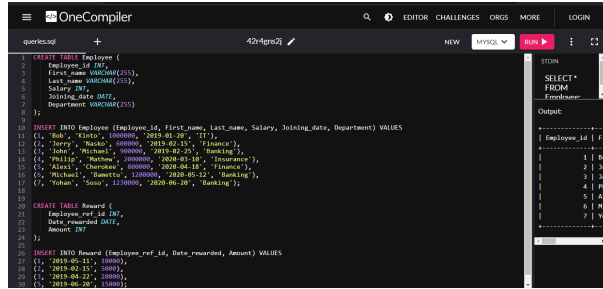 OneCompiler
EDITOR CHALLENGES ORGS MORE LOGIN
queries.sql + 42r4gns2j NEW MYSQL RUN
1 CREATE TABLE Employee (
2 Employee_id INT,
3 First_name VARCHAR(255),
4 Last_name VARCHAR(255),
5 Salary INT,
6 Joining_date DATE,
7 Department VARCHAR(255)
8 );
9
10 INSERT INTO Employee (Employee_id, First_name, Last_name, Salary, Joining_date, Department) VALUES
11 (1, 'Bob', 'Kinto', 1000000, '2019-01-20', 'IT'),
12 (2, 'Jerry', 'Nasko', 600000, '2019-02-15', 'Finance'),
13 (3, 'John', 'Michael', 900000, '2019-02-25', 'Banking'),
14 (4, 'Philip', 'Mathew', 2000000, '2020-03-10', 'Insurance'),
15 (5, 'Alexi', 'Cherokee', 800000, '2020-04-18', 'Finance'),
16 (6, 'Michael', 'Bamettu', 1200000, '2020-05-12', 'Banking'),
17 (7, 'Yohan', 'Soso', 1230000, '2020-06-20', 'Banking');
18
19
20 CREATE TABLE Reward (
21 Employee_ref_id INT,
22 Date_rewarded DATE,
23 Amount INT
24 );
25
26 INSERT INTO Reward (Employee_ref_id, Date_rewarded, Amount) VALUES
27 (1, '2019-05-11', 10000),
28 (2, '2019-02-15', 5000),
29 (3, '2019-04-22', 20000),
30 (5, '2019-06-20', 15000);
STDIN
SELECT *
FROM
Employee;
Output:
+-------------+--
| Employee_id | F
+-------------+--
| 1 | B
| 2 | J
| 3 | J
| 4 | P
| 5 | A
| 6 | M
| 7 | Y
+-------------+--